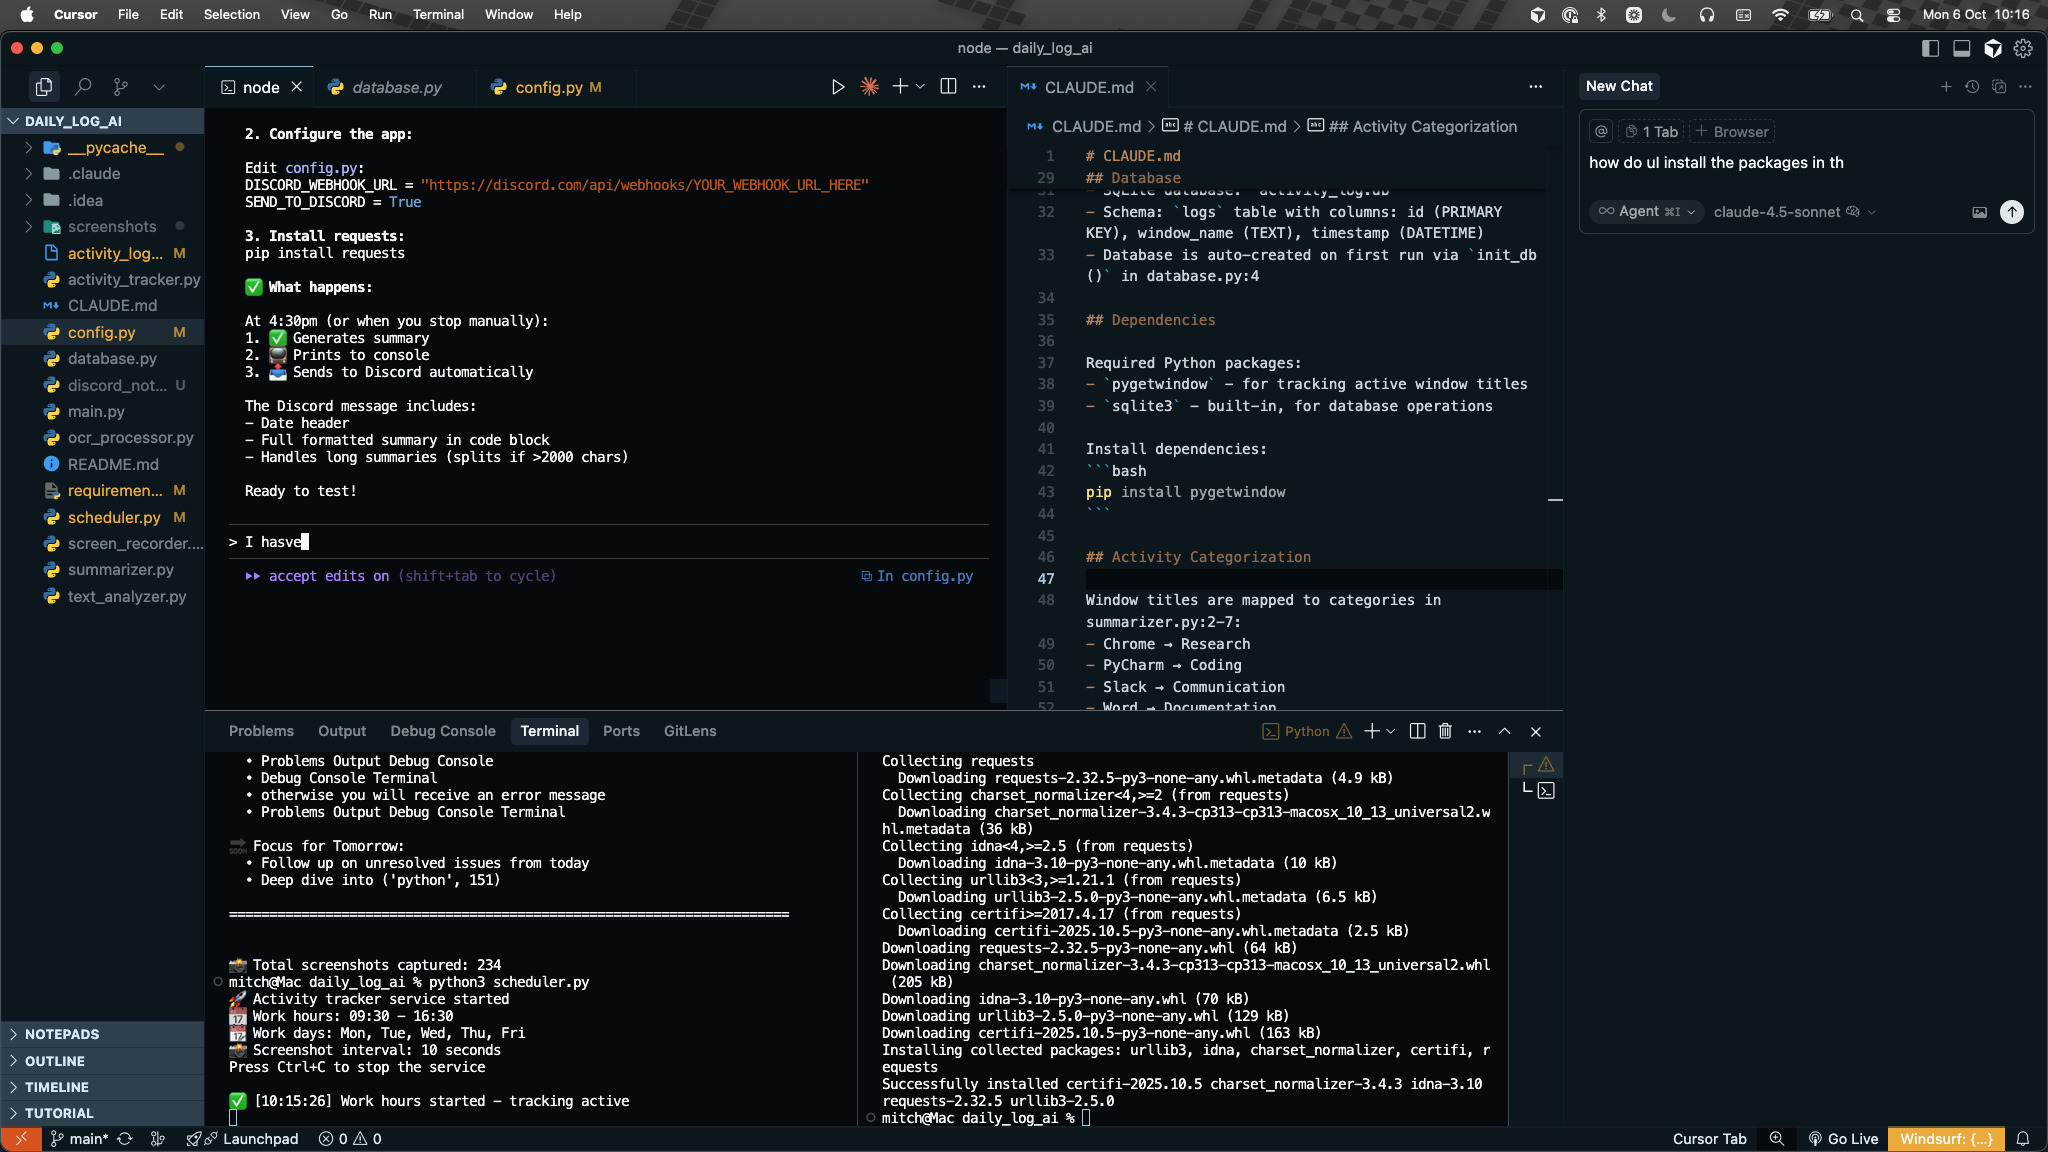 Cursor File Edit Selection View Go Run Terminal Window Help Mon 6 Oct 10:16
node — daily_log_ai
node database.py config.py M
CLAUDE.md
New Chat
DAILY_LOG_AI
__pycache__
.claude
.idea
screenshots
activity_log... M
activity_tracker.py
CLAUDE.md
config.py M
database.py
discord_not... U
main.py
ocr_processor.py
README.md
requiremen... M
scheduler.py M
screen_recorder....
summarizer.py
text_analyzer.py
NOTEPADS
OUTLINE
TIMELINE
TUTORIAL
2. Configure the app:
Edit config.py:
DISCORD_WEBHOOK_URL = "https://discord.com/api/webhooks/YOUR_WEBHOOK_URL_HERE"
SEND_TO_DISCORD = True
3. Install requests:
pip install requests
✅ What happens:
At 4:30pm (or when you stop manually):
1. ✅ Generates summary
2. Prints to console
3. Sends to Discord automatically
The Discord message includes:
- Date header
- Full formatted summary in code block
- Handles long summaries (splits if >2000 chars)
Ready to test!
> I hasve
accept edits on (shift+tab to cycle) In config.py
CLAUDE.md > # CLAUDE.md > ## Activity Categorization
1 # CLAUDE.md
29 ## Database
31 - SQLite database: `activity_log.db`
32 - Schema: `logs` table with columns: id (PRIMARY
KEY), window_name (TEXT), timestamp (DATETIME)
33 - Database is auto-created on first run via `init_db
()` in database.py:4
34
35 ## Dependencies
36
37 Required Python packages:
38 - `pygetwindow` - for tracking active window titles
39 - `sqlite3` - built-in, for database operations
40
41 Install dependencies:
42 ```bash
43 pip install pygetwindow
44 ```
45
46 ## Activity Categorization
47
48 Window titles are mapped to categories in
summarizer.py:2-7:
49 - Chrome → Research
50 - PyCharm → Coding
51 - Slack → Communication
52 - Word → Documentation
@ 1 Tab + Browser
how do uI install the packages in th
∞ Agent ⌘I claude-4.5-sonnet
Problems Output Debug Console Terminal Ports GitLens Python
• Problems Output Debug Console
• Debug Console Terminal
• otherwise you will receive an error message
• Problems Output Debug Console Terminal
SOON Focus for Tomorrow:
• Follow up on unresolved issues from today
• Deep dive into ('python', 151)
======================================================================
Total screenshots captured: 234
mitch@Mac daily_log_ai % python3 scheduler.py
Activity tracker service started
Work hours: 09:30 - 16:30
Work days: Mon, Tue, Wed, Thu, Fri
Screenshot interval: 10 seconds
Press Ctrl+C to stop the service
✅ [10:15:26] Work hours started - tracking active
Collecting requests
Downloading requests-2.32.5-py3-none-any.whl.metadata (4.9 kB)
Collecting charset_normalizer<4,>=2 (from requests)
Downloading charset_normalizer-3.4.3-cp313-cp313-macosx_10_13_universal2.w
hl.metadata (36 kB)
Collecting idna<4,>=2.5 (from requests)
Downloading idna-3.10-py3-none-any.whl.metadata (10 kB)
Collecting urllib3<3,>=1.21.1 (from requests)
Downloading urllib3-2.5.0-py3-none-any.whl.metadata (6.5 kB)
Collecting certifi>=2017.4.17 (from requests)
Downloading certifi-2025.10.5-py3-none-any.whl.metadata (2.5 kB)
Downloading requests-2.32.5-py3-none-any.whl (64 kB)
Downloading charset_normalizer-3.4.3-cp313-cp313-macosx_10_13_universal2.whl
(205 kB)
Downloading idna-3.10-py3-none-any.whl (70 kB)
Downloading urllib3-2.5.0-py3-none-any.whl (129 kB)
Downloading certifi-2025.10.5-py3-none-any.whl (163 kB)
Installing collected packages: urllib3, idna, charset_normalizer, certifi, r
equests
Successfully installed certifi-2025.10.5 charset_normalizer-3.4.3 idna-3.10
requests-2.32.5 urllib3-2.5.0
mitch@Mac daily_log_ai %
main* Launchpad 0 0 Cursor Tab Go Live Windsurf: {...}